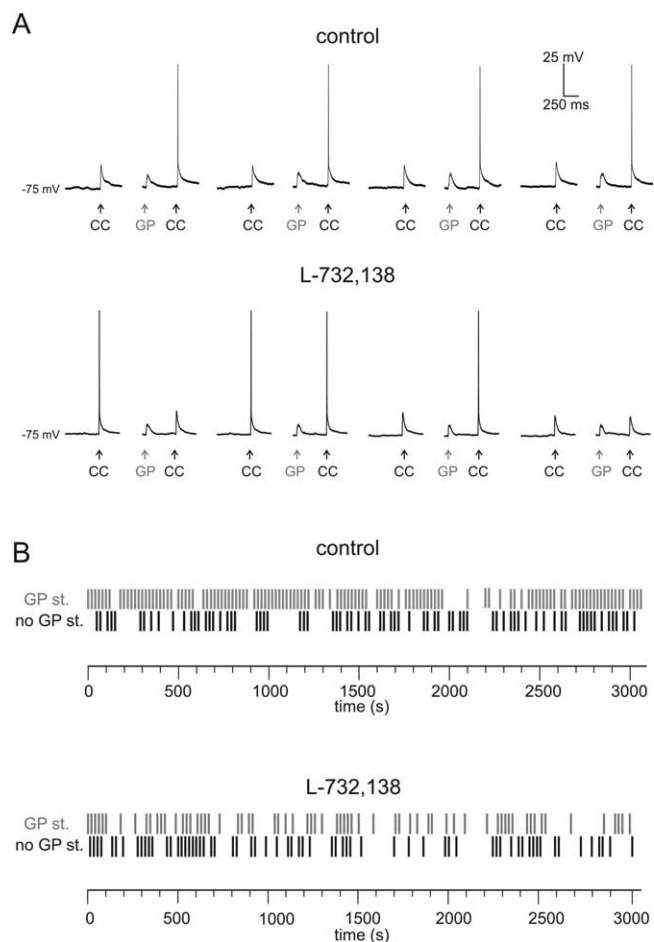 A
control
25 mV
250 ms
-75 mV
CC GP CC CC GP CC CC GP CC CC GP CC
L-732,138
-75 mV
CC GP CC CC GP CC CC GP CC CC GP CC
B
control
GP st.
no GP st.
0 500 1000 1500 2000 2500 3000
time (s)
L-732,138
GP st.
no GP st.
0 500 1000 1500 2000 2500 3000
time (s)